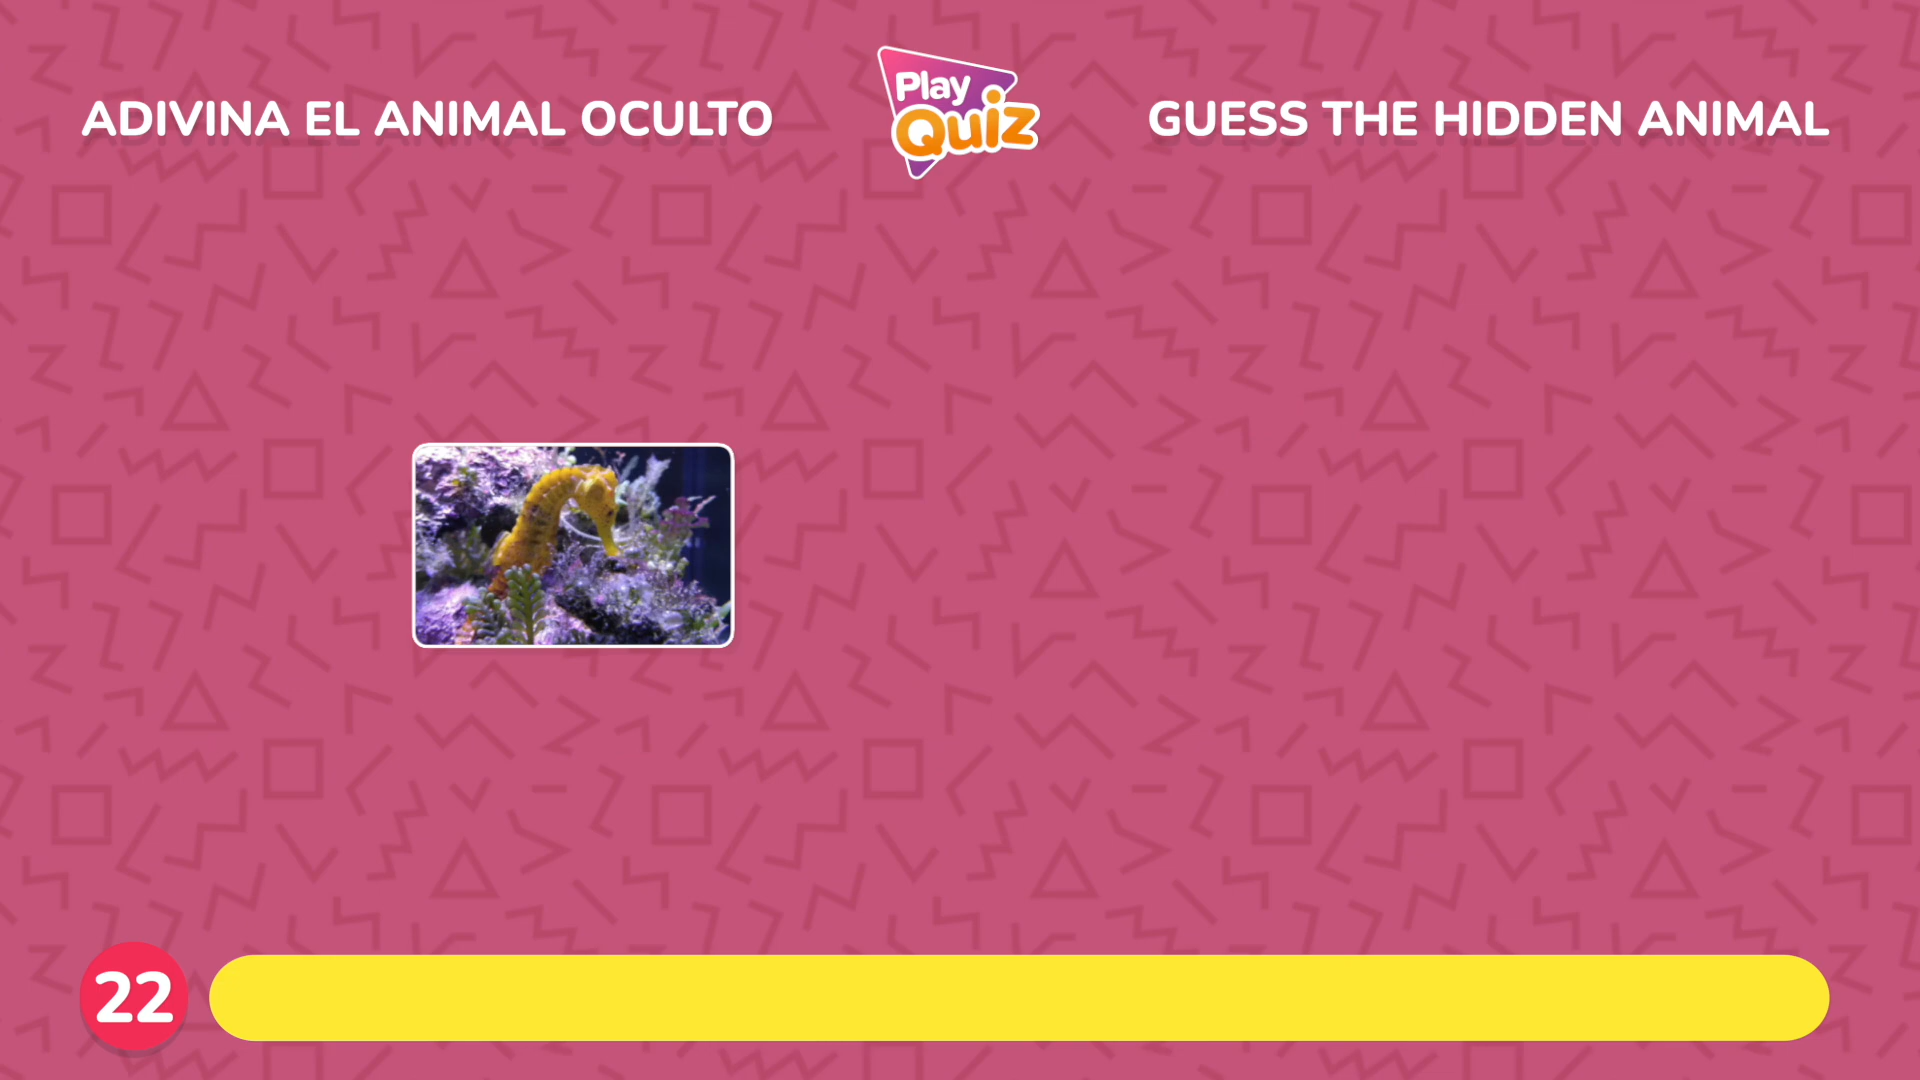 ADIVINA EL ANIMAL OCULTO
Play
Quiz
GUESS THE HIDDEN ANIMAL
22